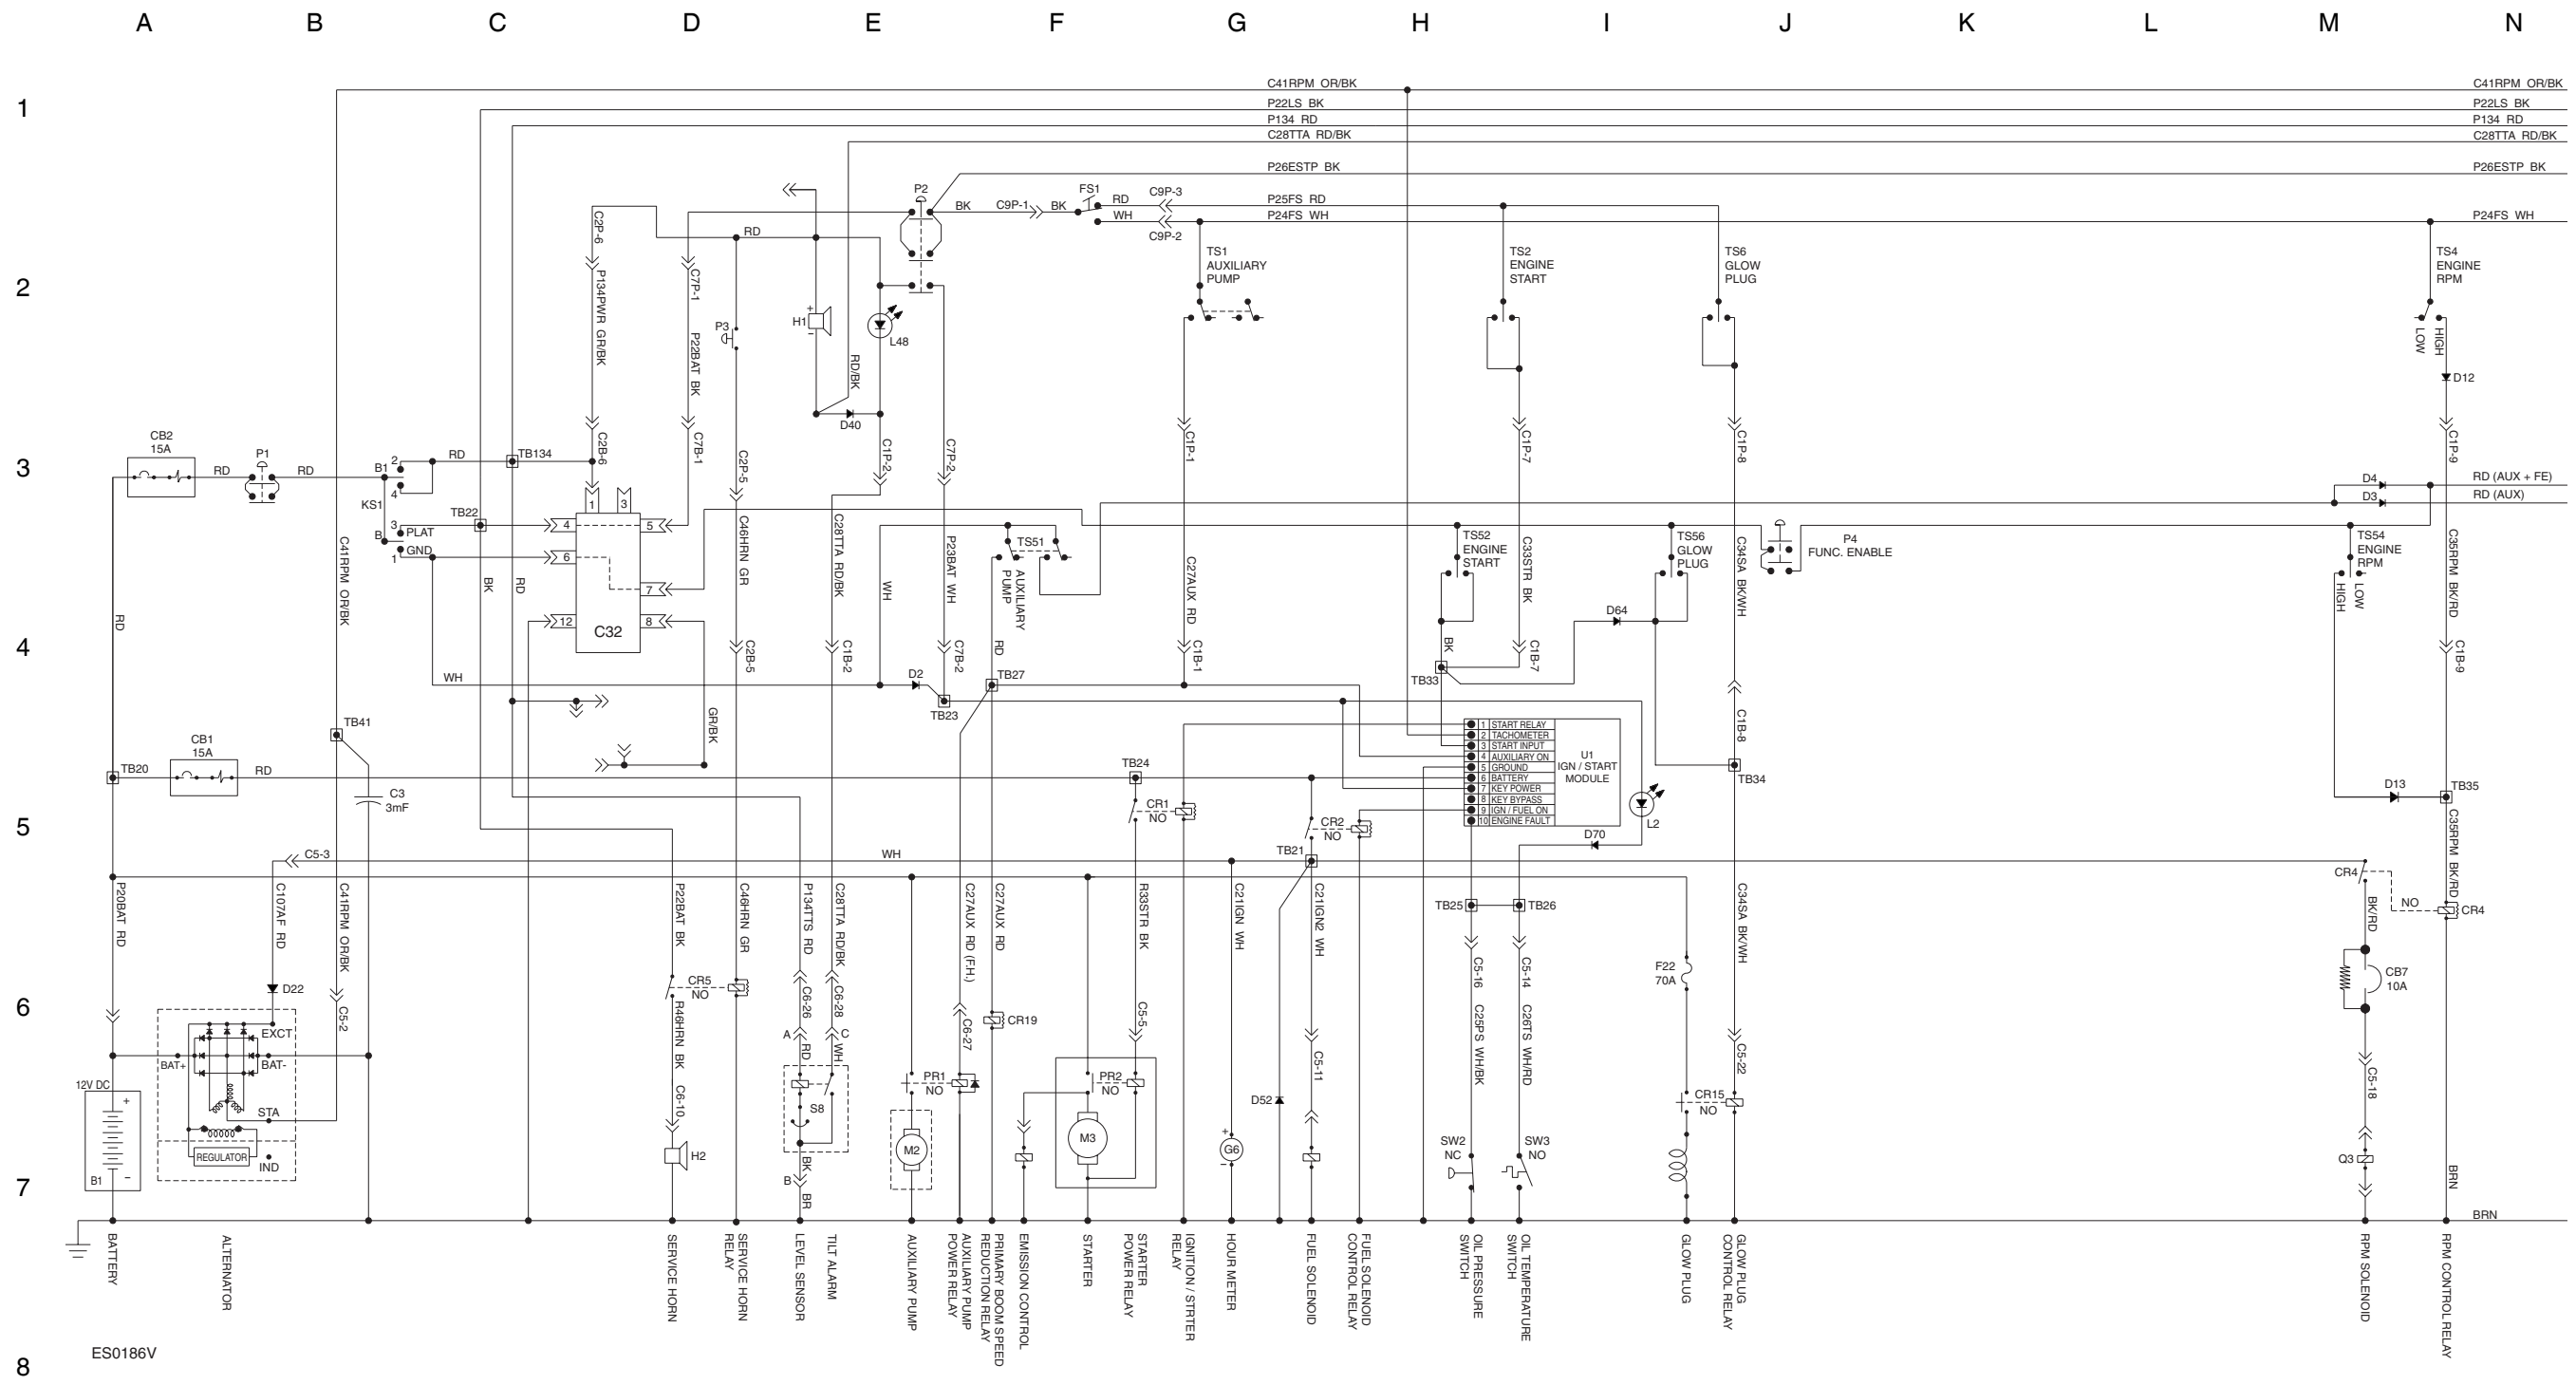 A B C D E F G H I J K L M N
1
2
3
4
5
6
7
8
C41RPM OR/BK
P22LS BK
P134 RD
C28TTA RD/BK
P26ESTP BK
P25FS RD
P24FS WH
C41RPM OR/BK
P22LS BK
P134 RD
C28TTA RD/BK
P26ESTP BK
P24FS WH
P2
BK
C9P-1
BK
FS1
RD
WH
C9P-3
C9P-2
C2P-6
RD
P134PWR GR/BK
C2B-6
C7P-1
P22BAT BK
C7B-1
P3
H1
+
-
L48
RD/BK
D40
TS1
AUXILIARY
PUMP
TS2
ENGINE
START
TS6
GLOW
PLUG
TS4
ENGINE
RPM
LOW
HIGH
D12
CB2
15A
RD
P1
RD
B1
2
4
KS1
3
B
1
PLAT
GND
RD
TB134
TB22
C2P-5
C1P-2
C7P-2
C1P-1
C1P-7
C1P-8
C1P-9
D4
D3
RD (AUX + FE)
RD (AUX)
1
3
4
5
6
7
12
8
C32
BK
RD
C41RPM OR/BK
RD
C46HRN GR
C28TTA RD/BK
WH
P23BAT WH
TS51
AUXILIARY
PUMP
RD
C27AUX RD
TS52
ENGINE
START
C33STR BK
TS56
GLOW
PLUG
C34SA BK/WH
P4
FUNC. ENABLE
TS54
ENGINE
RPM
HIGH
LOW
C35RPM BK/RD
D64
BK
C2B-5
C1B-2
C7B-2
C1B-1
C1B-7
C1B-9
WH
D2
TB23
TB27
TB33
GR/BK
C1B-8
TB41
CB1
15A
TB20
RD
C3
3mF
TB24
CR1
NO
CR2
NO
1 START RELAY
2 TACHOMETER
3 START INPUT
4 AUXILIARY ON
5 GROUND
6 BATTERY
7 KEY POWER
8 KEY BYPASS
9 IGN / FUEL ON
10 ENGINE FAULT
U1
IGN / START
MODULE
L2
D70
TB34
D13
TB35
C35RPM BK/RD
C5-3
WH
TB21
P20BAT RD
C107AF RD
C41RPM OR/BK
P22BAT BK
C46HRN GR
P134TTS RD
C28TTA RD/BK
C27AUX RD (F.H.)
C27AUX RD
R33STR BK
C21IGN WH
C21IGN2 WH
TB25
TB26
C34SA BK/WH
CR4
BK/RD
NO
CR4
D22
C5-2
CR5
NO
R46HRN BK
C6-26
C6-28
C6-27
CR19
C5-5
C5-11
C5-16
C25PS WH/BK
C5-14
C26TS WH/RD
F22
70A
C5-22
CB7
10A
C5-18
EXCT
BAT+
BAT-
STA
REGULATOR
IND
12V DC
+
-
B1
C6-10
H2
A
C
RD
WH
S8
BK
B
BR
PR1
NO
M2
PR2
NO
M3
+
G6
-
D52
SW2
NC
SW3
NO
CR15
NO
Q3
BRN
BRN
BATTERY
ALTERNATOR
SERVICE HORN
SERVICE HORN
RELAY
LEVEL SENSOR
TILT ALARM
AUXILIARY PUMP
AUXILIARY PUMP
POWER RELAY
PRIMARY BOOM SPEED
REDUCTION RELAY
EMISSION CONTROL
STARTER
STARTER
POWER RELAY
IGNITION / STRTER
RELAY
HOUR METER
FUEL SOLENOID
FUEL SOLENOID
CONTROL RELAY
OIL PRESSURE
SWITCH
OIL TEMPERATURE
SWITCH
GLOW PLUG
GLOW PLUG
CONTROL RELAY
RPM SOLENOID
RPM CONTROL RELAY
ES0186V